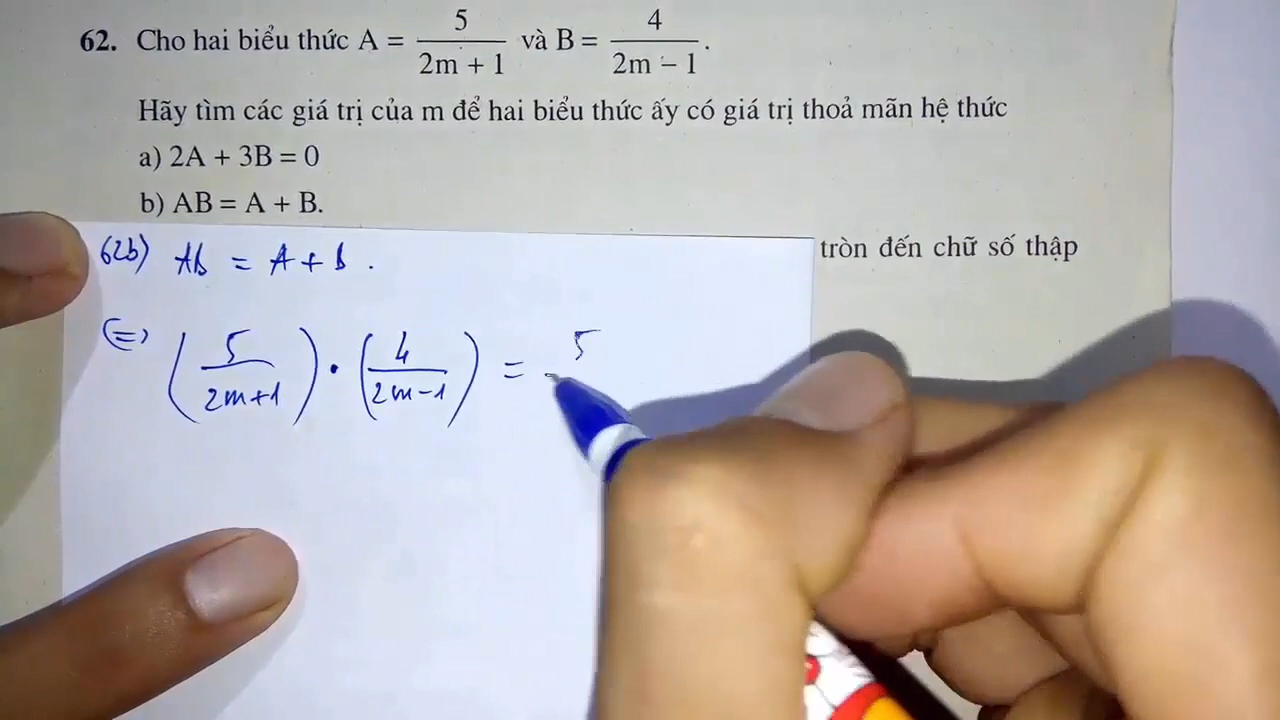 62. Cho hai biểu thức A = 5/(2m + 1) và B = 4/(2m − 1).
Hãy tìm các giá trị của m để hai biểu thức ấy có giá trị thoả mãn hệ thức
a) 2A + 3B = 0
b) AB = A + B.
tròn đến chữ số thập
62b) AB = A + B.
(=) (5/(2m+1)) · (4/(2m−1)) = 5